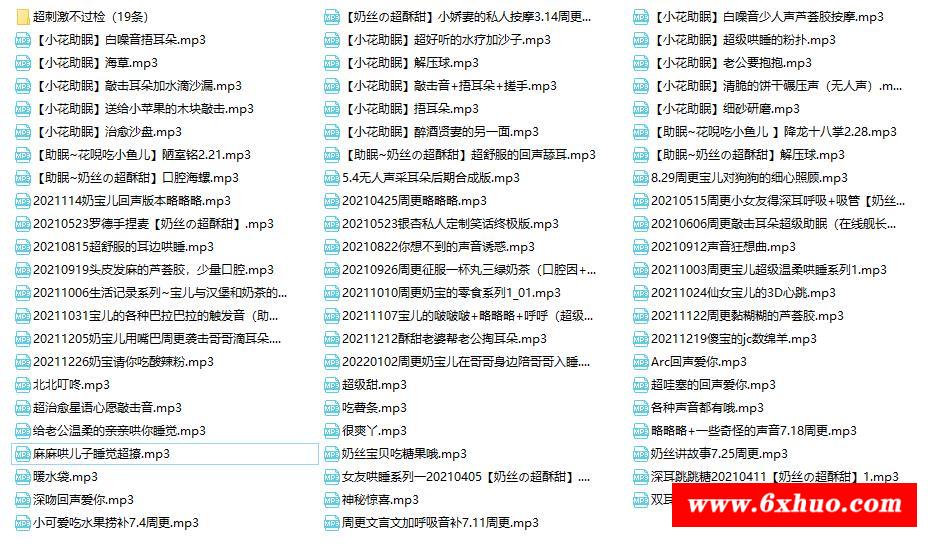 超刺激不过检（19条）
【小花助眠】白噪音捂耳朵.mp3
【小花助眠】海草.mp3
【小花助眠】敲击耳朵加水滴沙漏.mp3
【小花助眠】送给小苹果的木块敲击.mp3
【小花助眠】治愈沙盘.mp3
【助眠~花唲吃小鱼儿】陋室铭2.21.mp3
【助眠~奶丝の超酥甜】口腔海螺.mp3
2021114奶宝儿回声版本略略略.mp3
20210523罗德手捏麦【奶丝の超酥甜】.mp3
20210815超舒服的耳边哄睡.mp3
20210919头皮发麻的芦荟胶，少量口腔.mp3
20211006生活记录系列~宝儿与汉堡和奶茶的...
20211031宝儿的各种巴拉巴拉的触发音（助...
20211205奶宝儿用嘴巴周更袭击哥哥滴耳朵....
20211226奶宝请你吃酸辣粉.mp3
北北叮咚.mp3
超治愈星语心愿敲击音.mp3
给老公温柔的亲亲哄你睡觉.mp3
麻麻哄儿子睡觉超擦.mp3
暖水袋.mp3
深吻回声爱你.mp3
小可爱吃水果捞补7.4周更.mp3
【奶丝の超酥甜】小娇妻的私人按摩3.14周更...
【小花助眠】超好听的水疗加沙子.mp3
【小花助眠】解压球.mp3
【小花助眠】敲击音+捂耳朵+搓手.mp3
【小花助眠】捂耳朵.mp3
【小花助眠】醉酒贤妻的另一面.mp3
【助眠~奶丝の超酥甜】超舒服的回声舔耳.mp3
5.4无人声采耳朵后期合成版.mp3
20210425周更略略略.mp3
20210523银杏私人定制笑话终极版.mp3
20210822你想不到的声音诱惑.mp3
20210926周更征服一杯丸三绿奶茶（口腔因+...
20211010周更奶宝的零食系列1_01.mp3
20211107宝儿的啵啵啵+略略略+呼呼（超级...
20211212酥甜老婆帮老公掏耳朵.mp3
20220102周更奶宝儿在哥哥身边陪哥哥入睡....
超级甜.mp3
吃薯条.mp3
很爽丫.mp3
奶丝宝贝吃糖果哦.mp3
女友哄睡系列一20210405【奶丝の超酥甜】....
神秘惊喜.mp3
周更文言文加呼吸音补7.11周更.mp3
【小花助眠】白噪音少人声芦荟胶按摩.mp3
【小花助眠】超级哄睡的粉扑.mp3
【小花助眠】老公要抱抱.mp3
【小花助眠】清脆的饼干碾压声（无人声）.m...
【小花助眠】细砂研磨.mp3
【助眠~花唲吃小鱼儿 】降龙十八掌2.28.mp3
【助眠~奶丝の超酥甜】解压球.mp3
8.29周更宝儿对狗狗的细心照顾.mp3
20210515周更小女友得深耳呼吸+吸管【奶丝...
20210606周更敲击耳朵超级助眠（在线舰长...
20210912声音狂想曲.mp3
20211003周更宝儿超级温柔哄睡系列1.mp3
20211024仙女宝儿的3D心跳.mp3
20211122周更黏糊糊的芦荟胶.mp3
20211219傻宝的jc数绵羊.mp3
Arc回声爱你.mp3
超哇塞的回声爱你.mp3
各种声音都有哦.mp3
略略略+一些奇怪的声音7.18周更.mp3
奶丝讲故事7.25周更.mp3
深耳跳跳糖20210411【奶丝の超酥甜】1.mp3
双耳
www.6xhuo.com